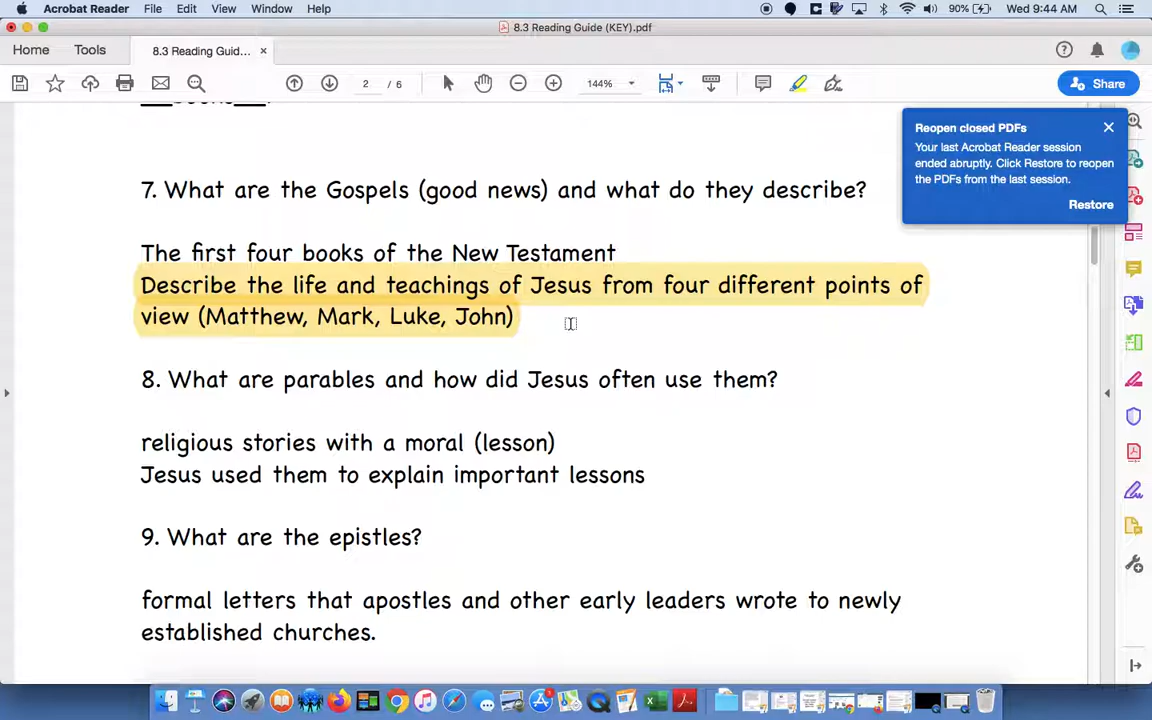 Acrobat Reader File Edit View Window Help 90% Wed 9:44 AM
8.3 Reading Guide (KEY).pdf
Home Tools 8.3 Reading Guid... ×
2 / 6 144% Share
books.
Reopen closed PDFs
Your last Acrobat Reader session
ended abruptly. Click Restore to reopen
the PDFs from the last session.
Restore
7. What are the Gospels (good news) and what do they describe?
The first four books of the New Testament
Describe the life and teachings of Jesus from four different points of
view (Matthew, Mark, Luke, John)
8. What are parables and how did Jesus often use them?
religious stories with a moral (lesson)
Jesus used them to explain important lessons
9. What are the epistles?
formal letters that apostles and other early leaders wrote to newly
established churches.